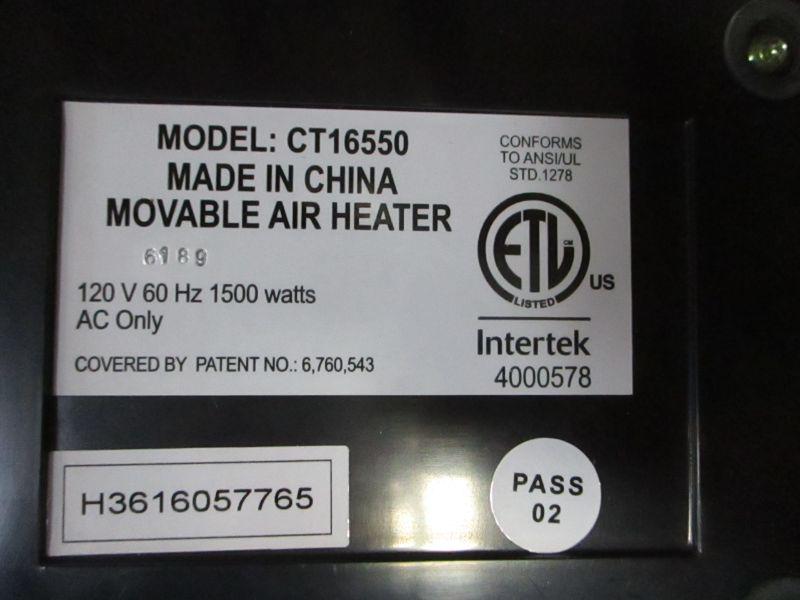 MODEL: CT16550
MADE IN CHINA
MOVABLE AIR HEATER
6189
120 V 60 Hz 1500 watts
AC Only
COVERED BY PATENT NO.: 6,760,543
CONFORMS
TO ANSI/UL
STD.1278
ETL CM
LISTED
US
Intertek
4000578
H3616057765
PASS
02